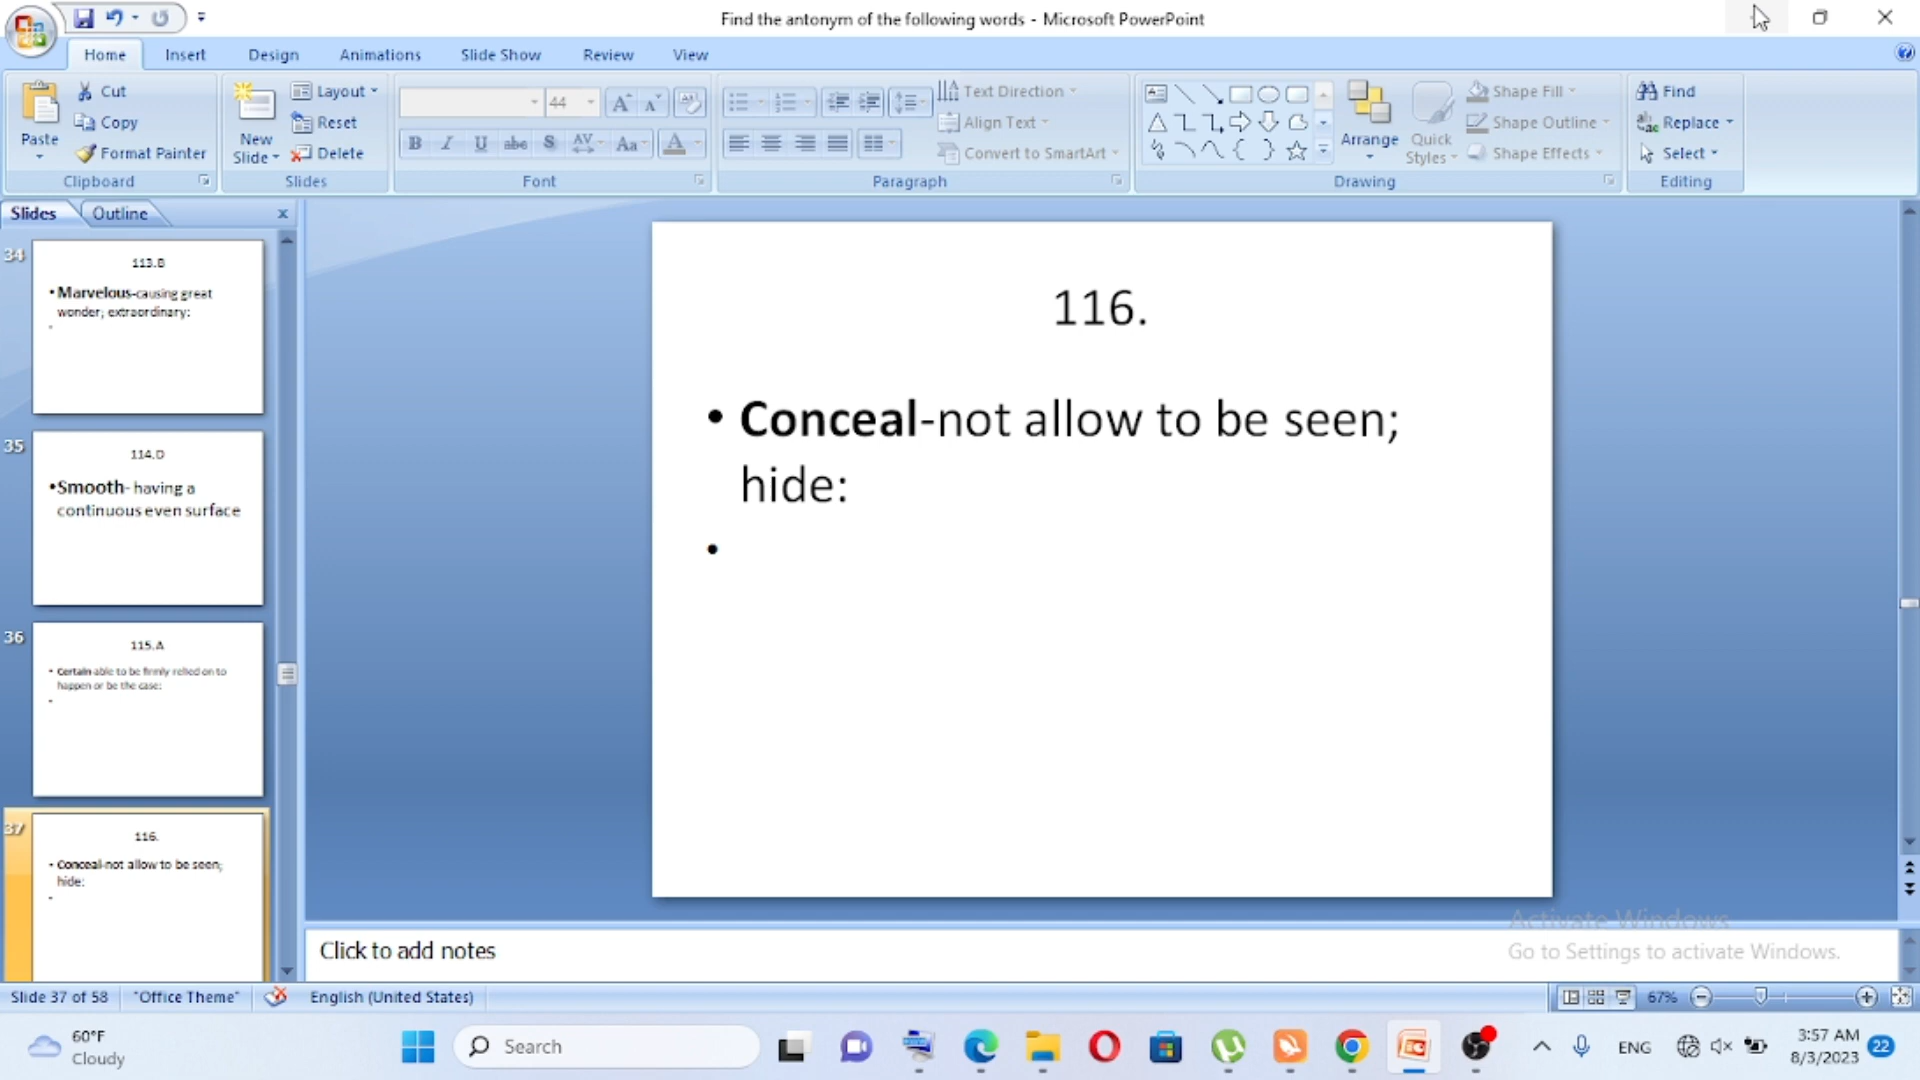 Find the antonym of the following words - Microsoft PowerPoint
Home Insert Design Animations Slide Show Review View
Paste
Cut
Copy
Format Painter
Clipboard
New Slide
Layout
Reset
Delete
Slides
44
B I U abc S AV Aa A
Font
Text Direction
Align Text
Convert to SmartArt
Paragraph
Arrange
Quick Styles
Shape Fill
Shape Outline
Shape Effects
Drawing
Find
Replace
Select
Editing
Slides Outline x
34
113.B
• Marvelous-causing great
wonder; extraordinary:
35
114.D
•Smooth- having a
continuous even surface
36
115.A
• Certain-able to be firmly relied on to
happen or be the case:
37
116.
• Conceal-not allow to be seen;
hide:
116.
• Conceal-not allow to be seen;
hide:
•
Activate Windows
Go to Settings to activate Windows.
Click to add notes
Slide 37 of 58 "Office Theme" English (United States) 67%
60°F
Cloudy
Search
ENG
3:57 AM
8/3/2023
22